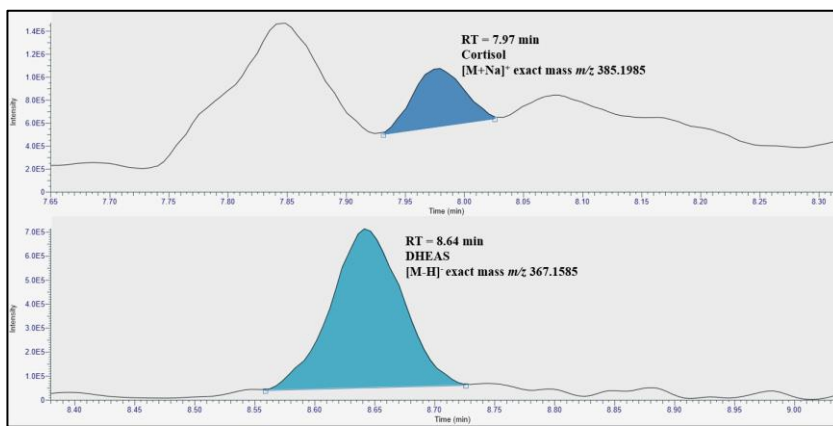 1.4E6
1.2E6
1.0E6
8.0E5
6.0E5
4.0E5
2.0E5
0
Intensity
RT = 7.97 min
Cortisol
[M+Na]⁺ exact mass m/z 385.1985
7.65 7.70 7.75 7.80 7.85 7.90 7.95 8.00 8.05 8.10 8.15 8.20 8.25 8.30
Time (min)
7.0E5
6.0E5
5.0E5
4.0E5
3.0E5
2.0E5
1.0E5
0
Intensity
RT = 8.64 min
DHEAS
[M-H]⁻ exact mass m/z 367.1585
8.40 8.45 8.50 8.55 8.60 8.65 8.70 8.75 8.80 8.85 8.90 8.95 9.00
Time (min)